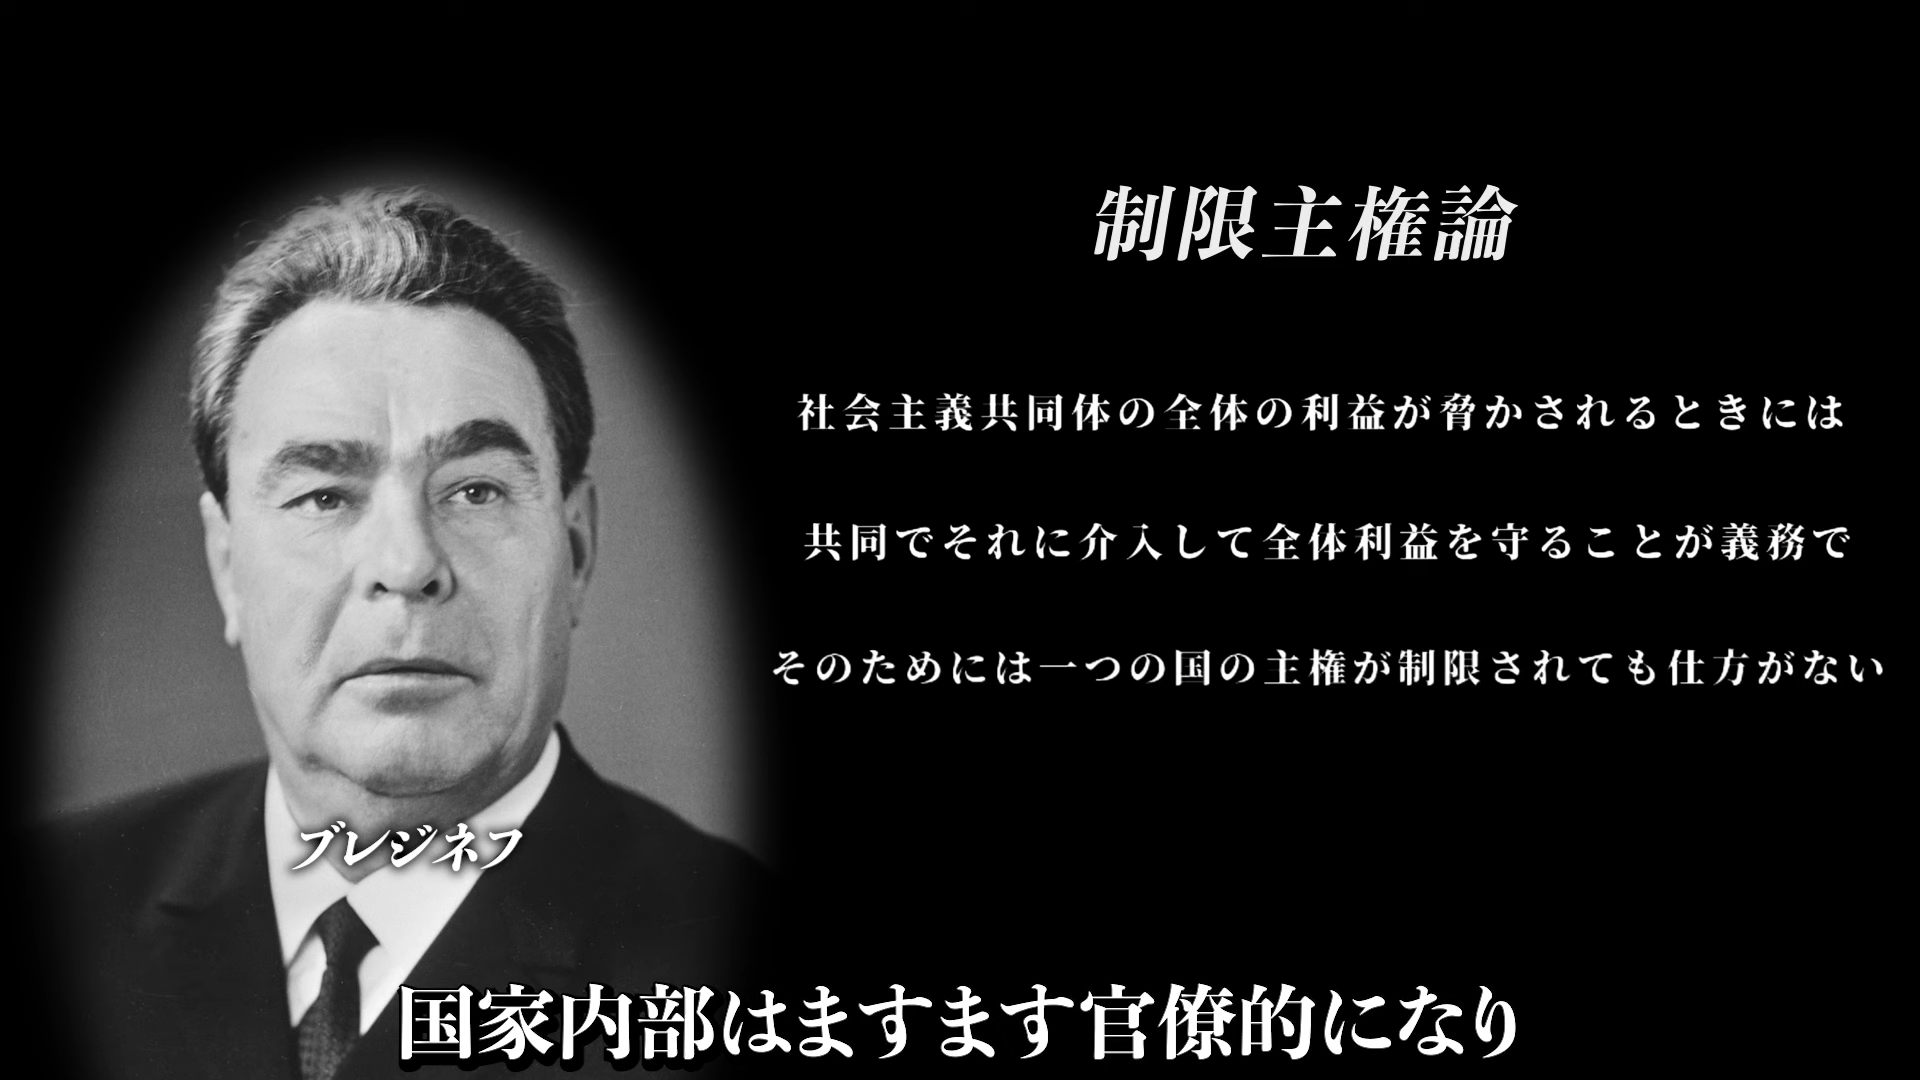 制限主権論
社会主義共同体の全体の利益が脅かされるときには
共同でそれに介入して全体利益を守ることが義務で
そのためには一つの国の主権が制限されても仕方がない
ブレジネフ
国家内部はますます官僚的になり